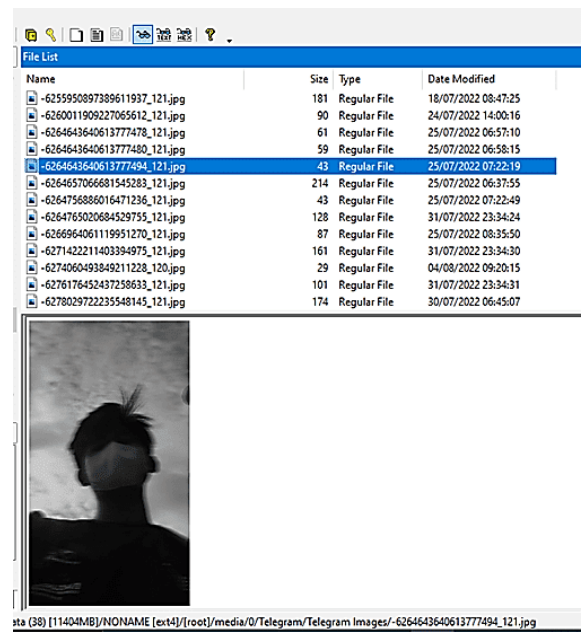 TEXT HEX
File List
Name Size Type Date Modified
-6255950897389611937_121.jpg 181 Regular File 18/07/2022 08:47:25
-6260011909227065612_121.jpg 90 Regular File 24/07/2022 14:00:16
-6264643640613777478_121.jpg 61 Regular File 25/07/2022 06:57:10
-6264643640613777480_121.jpg 59 Regular File 25/07/2022 06:58:15
-6264643640613777494_121.jpg 43 Regular File 25/07/2022 07:22:19
-6264657066681545283_121.jpg 214 Regular File 25/07/2022 06:37:55
-6264756886016471236_121.jpg 43 Regular File 25/07/2022 07:22:49
-6264765020684529755_121.jpg 128 Regular File 31/07/2022 23:34:24
-6266964061119951270_121.jpg 87 Regular File 25/07/2022 08:35:50
-6271422211403394975_121.jpg 161 Regular File 31/07/2022 23:34:30
-6274060493849211228_120.jpg 29 Regular File 04/08/2022 09:20:15
-6276176452437258633_121.jpg 101 Regular File 31/07/2022 23:34:31
-6278029722235548145_121.jpg 174 Regular File 30/07/2022 06:45:07
ata (38) [11404MB]/NONAME [ext4]/[root]/media/0/Telegram/Telegram Images/-6264643640613777494_121.jpg